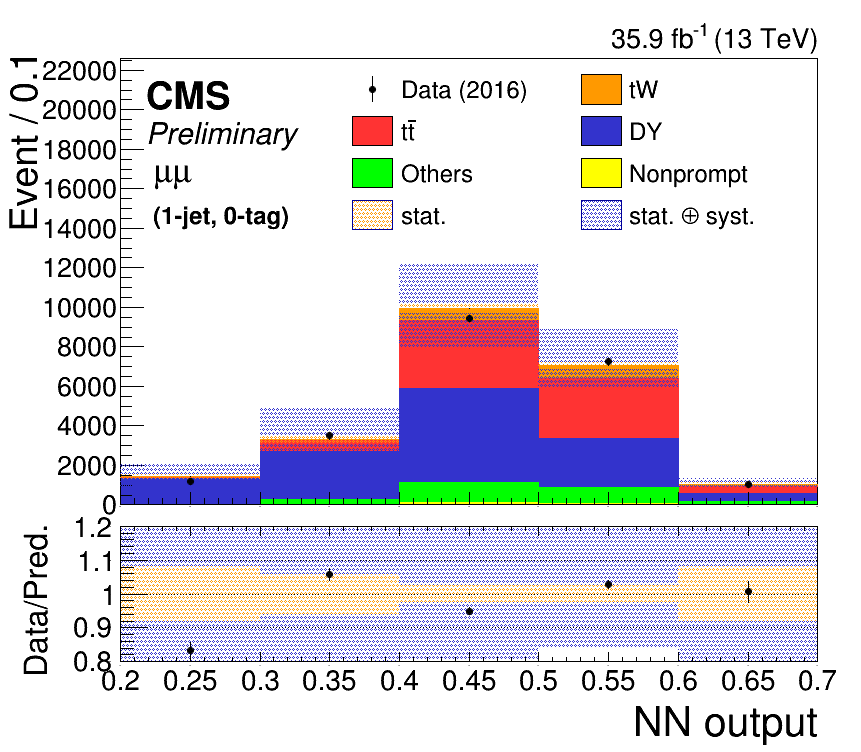 35.9 fb⁻¹ (13 TeV)
Event / 0.1
22000
20000
18000
16000
14000
12000
10000
8000
6000
4000
2000
0
CMS
Preliminary
μμ
(1-jet, 0-tag)
Data (2016)
tW
tt̄
DY
Others
Nonprompt
stat.
stat. ⊕ syst.
Data/Pred.
1.2
1.1
1
0.9
0.8
0.2 0.25 0.3 0.35 0.4 0.45 0.5 0.55 0.6 0.65 0.7
NN output